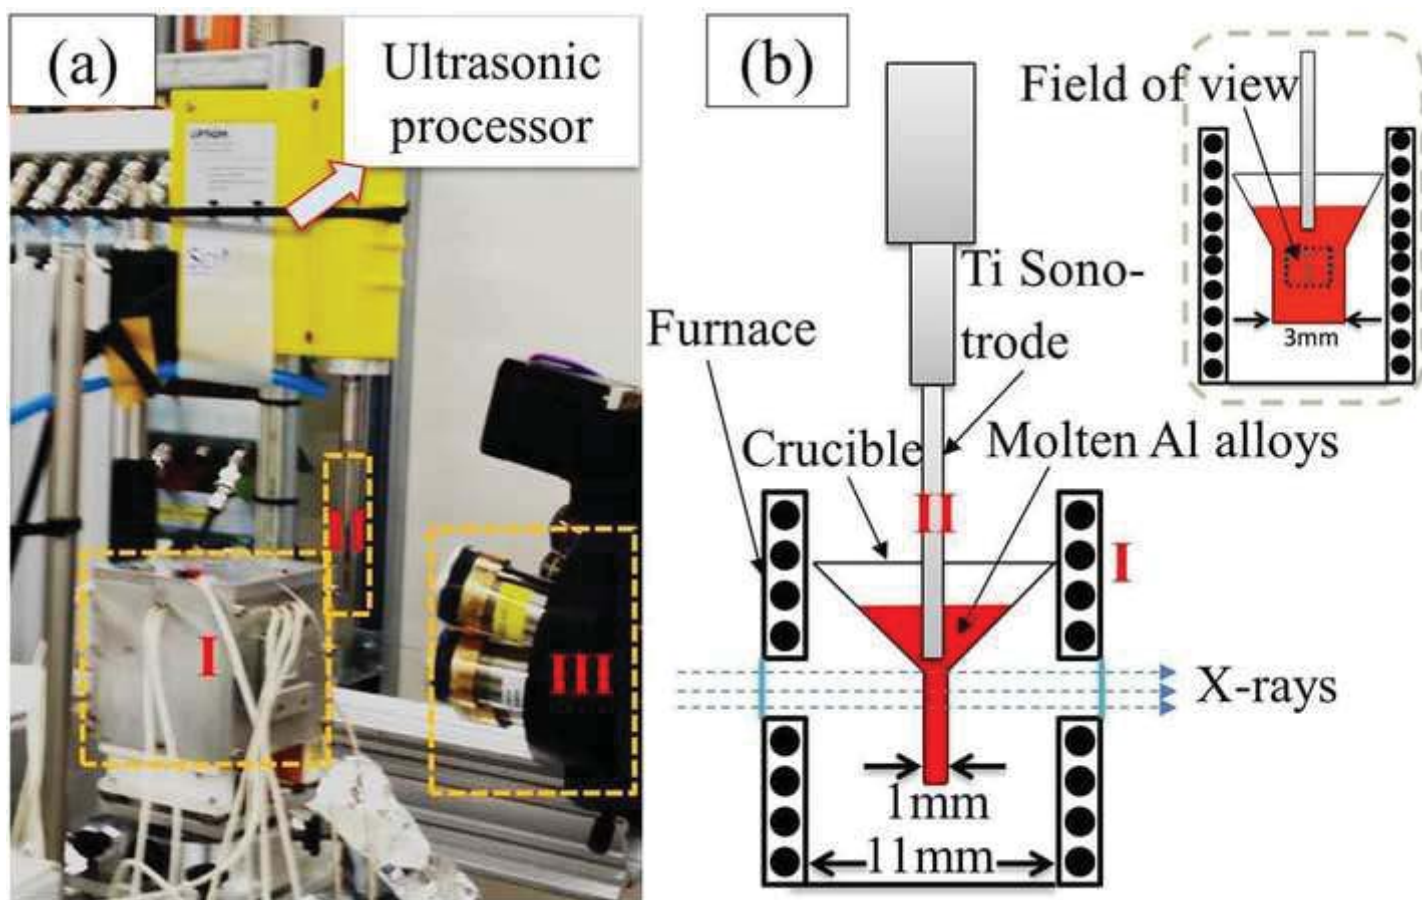 (a)
Ultrasonic
processor
I
II
III
(b)
Field of view
3mm
Ti Sono-
trode
Furnace
Crucible
Molten Al alloys
II
I
X-rays
1mm
11mm